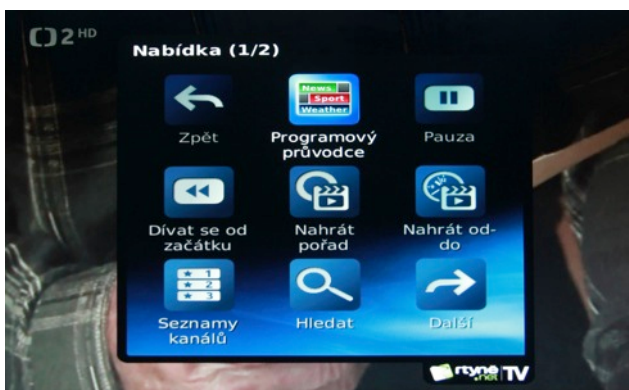 2 HD
Nabídka (1/2)
News
Sport
Weather
Zpět
Programový
průvodce
Pauza
Dívat se od
začátku
Nahrát
pořad
Nahrát od-
do
1
2
3
Seznamy
kanálů
Hledat
Další
rtyne
.net TV